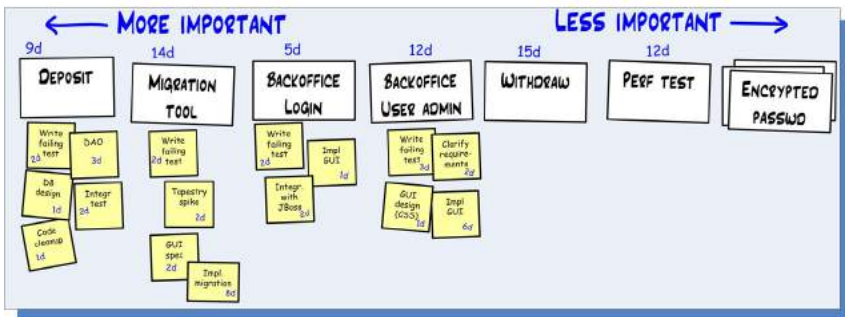 MORE IMPORTANT
LESS IMPORTANT
9d
DEPOSIT
Write
failing
test
2d
DAO
3d
DB
design
1d
Integr
test
2d
Code
cleanup
1d
14d
MIGRATION
TOOL
Write
failing
test
2d
Tapestry
spike
2d
GUI
spec
2d
Impl.
migration
8d
5d
BACKOFFICE
LOGIN
Write
failing
test
2d
Impl
GUI
1d
Integr.
with
JBoss
2d
12d
BACKOFFICE
USER ADMIN
Write
failing
test
3d
Clarify
require-
ments
2d
GUI
design
(CSS)
1d
Impl
GUI
6d
15d
WITHDRAW
12d
PERF TEST
ENCRYPTED
PASSWD